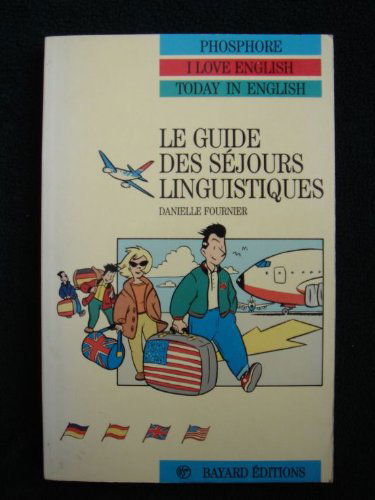 PHOSPHORE
I LOVE ENGLISH
TODAY IN ENGLISH
LE GUIDE
DES SÉJOURS
LINGUISTIQUES
DANIELLE FOURNIER
BAYARD ÉDITIONS